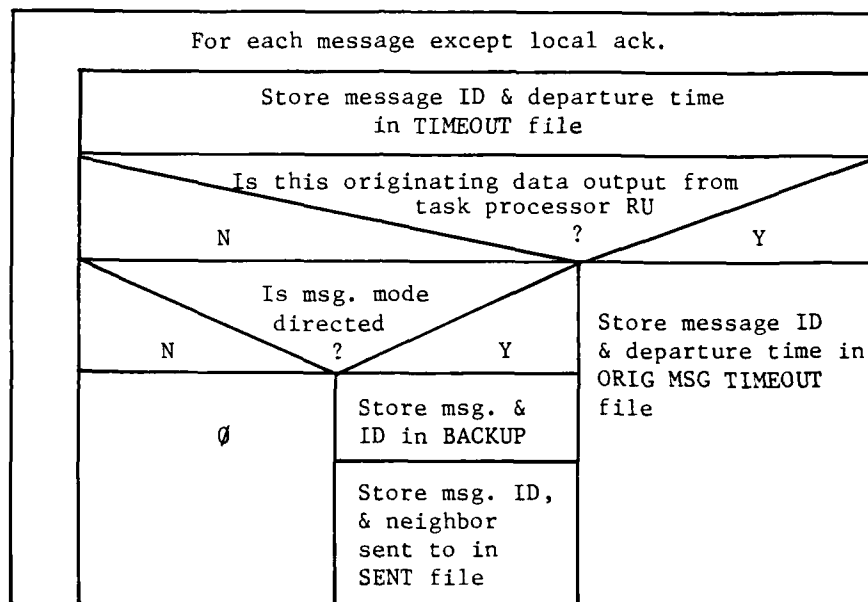 For each message except local ack.
Store message ID & departure time
in TIMEOUT file
Is this originating data output from
task processor RU
N ? Y
Is msg. mode
directed
N ? Y
Store message ID
& departure time in
ORIG MSG TIMEOUT
file
Ø
Store msg. &
ID in BACKUP
Store msg. ID,
& neighbor
sent to in
SENT file